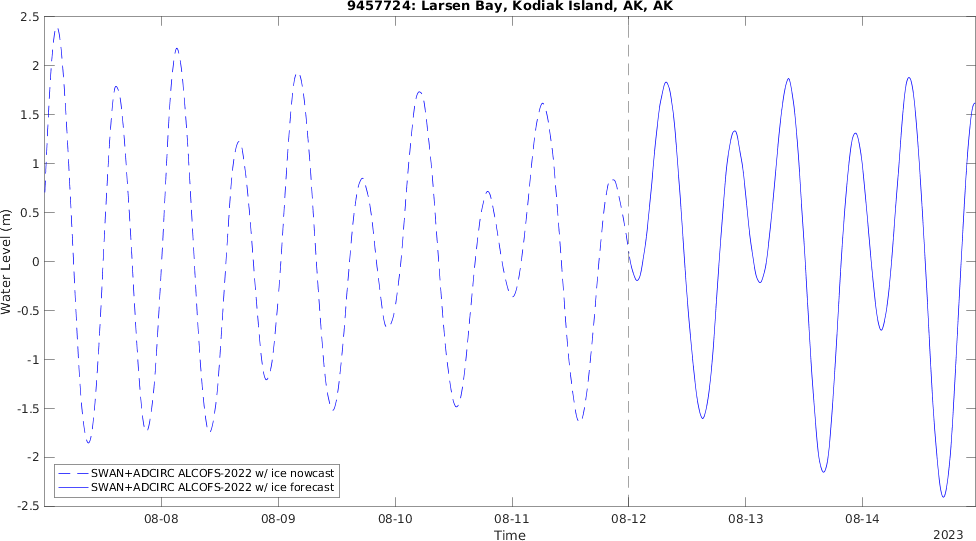 9457724: Larsen Bay, Kodiak Island, AK, AK
2.5
2
1.5
1
0.5
0
-0.5
-1
-1.5
-2
-2.5
Water Level (m)
SWAN+ADCIRC ALCOFS-2022 w/ ice nowcast
SWAN+ADCIRC ALCOFS-2022 w/ ice forecast
08-08 08-09 08-10 08-11 08-12 08-13 08-14
Time
2023